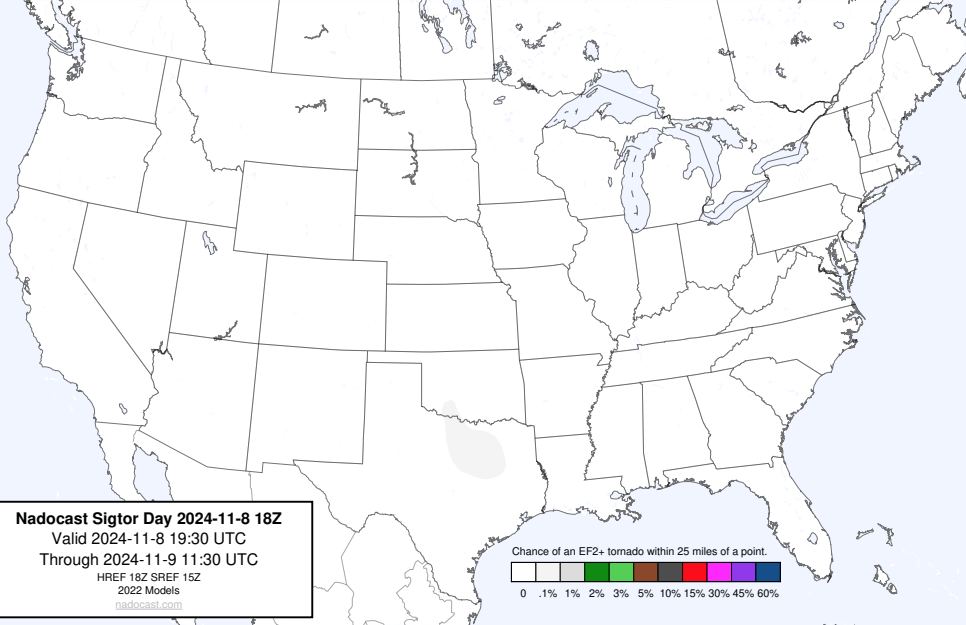 Nadocast Sigtor Day 2024-11-8 18Z
Valid 2024-11-8 19:30 UTC
Through 2024-11-9 11:30 UTC
HREF 18Z SREF 15Z
2022 Models
nadocast.com
Chance of an EF2+ tornado within 25 miles of a point.
0 .1% 1% 2% 3% 5% 10% 15% 30% 45% 60%